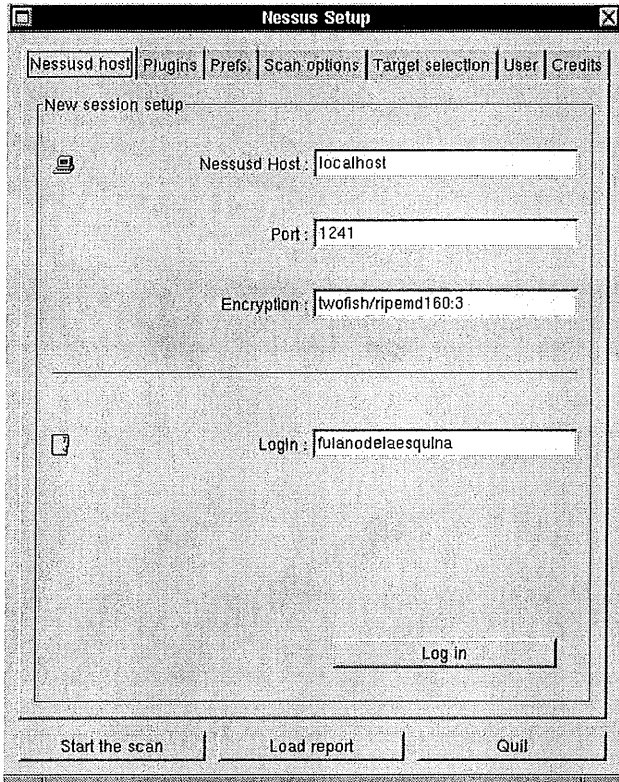 Nessus Setup
Nessusd host Plugins Prefs. Scan options Target selection User Credits
New session setup
Nessusd Host : localhost
Port : 1241
Encryption : twofish/ripemd160:3
Login : fulanodelaesquina
Log in
Start the scan Load report Quit